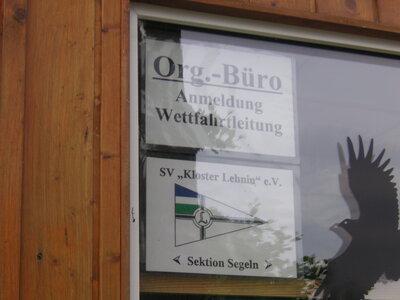 Org.-Büro
Anmeldung
Wettfahrtleitung
SV „Kloster Lehnin“ e.V.
L
Sektion Segeln